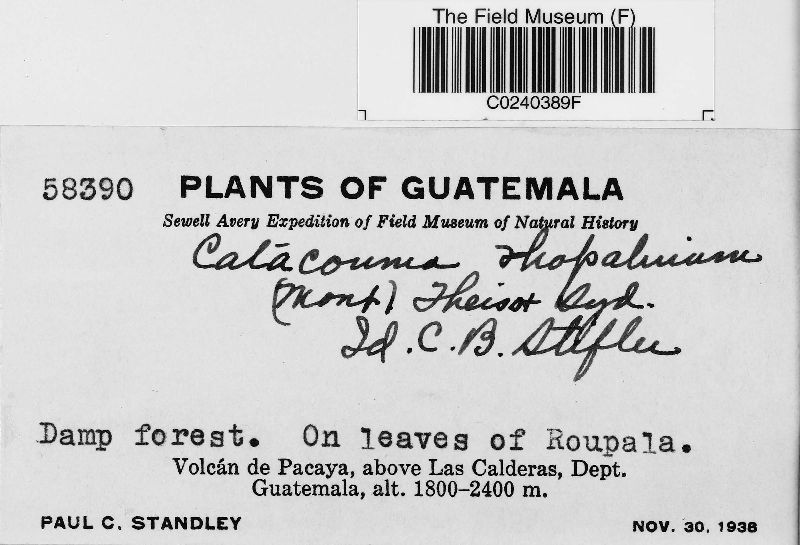 The Field Museum (F)
C0240389F
58390 PLANTS OF GUATEMALA
Sewell Avery Expedition of Field Museum of Natural History
Catacouma rhopalinum
(Mont) Theis & Syd.
Id. C. B. Stifler
Damp forest. On leaves of Roupala.
Volcán de Pacaya, above Las Calderas, Dept.
Guatemala, alt. 1800–2400 m.
PAUL C. STANDLEY NOV. 30, 1938